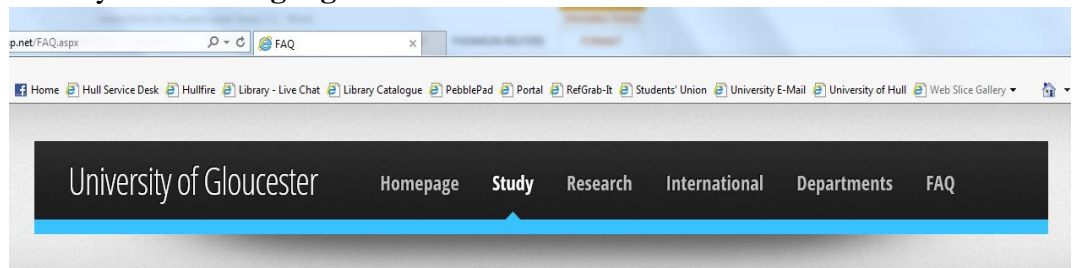 p.net/FAQ.aspx FAQ
Home Hull Service Desk Hullfire Library - Live Chat Library Catalogue PebblePad Portal RefGrab-It Students' Union University E-Mail University of Hull Web Slice Gallery
University of Gloucester Homepage Study Research International Departments FAQ